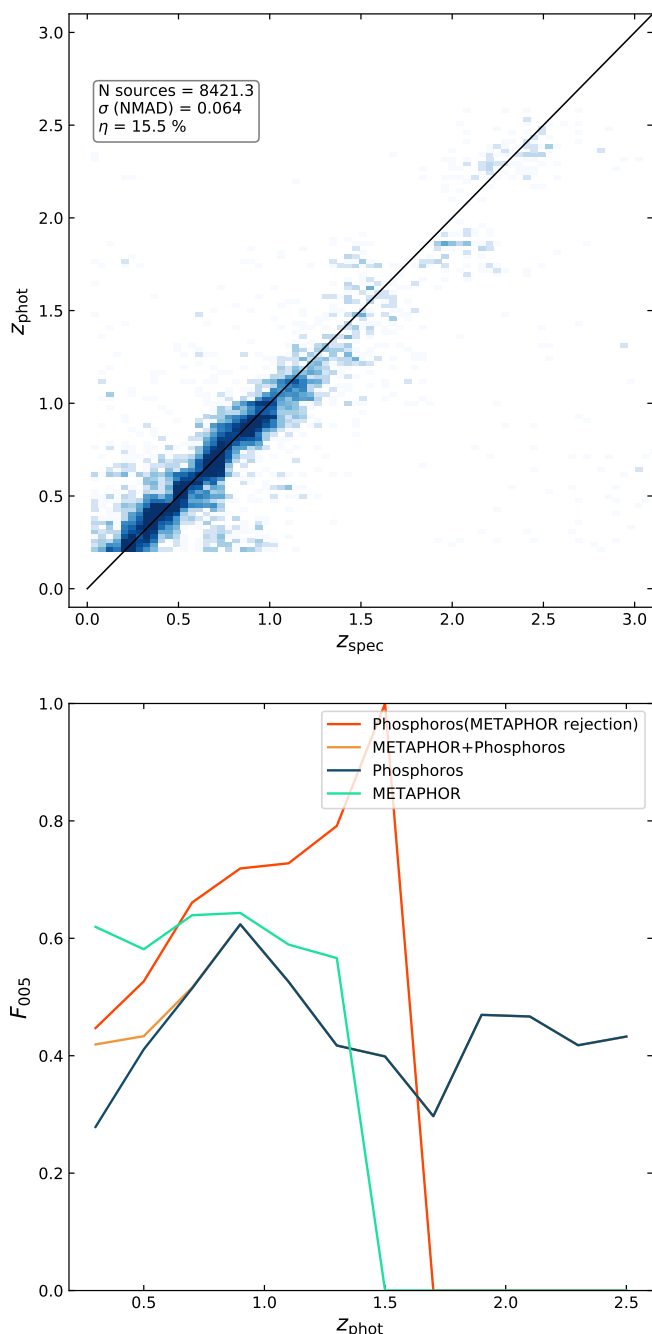 3.0
2.5
2.0
1.5
1.0
0.5
0.0
z_phot
N sources = 8421.3
σ (NMAD) = 0.064
η = 15.5 %
0.0 0.5 1.0 1.5 2.0 2.5 3.0
z_spec
1.0
0.8
0.6
0.4
0.2
0.0
F_005
Phosphoros(METAPHOR rejection)
METAPHOR+Phosphoros
Phosphoros
METAPHOR
0.5 1.0 1.5 2.0 2.5
z_phot